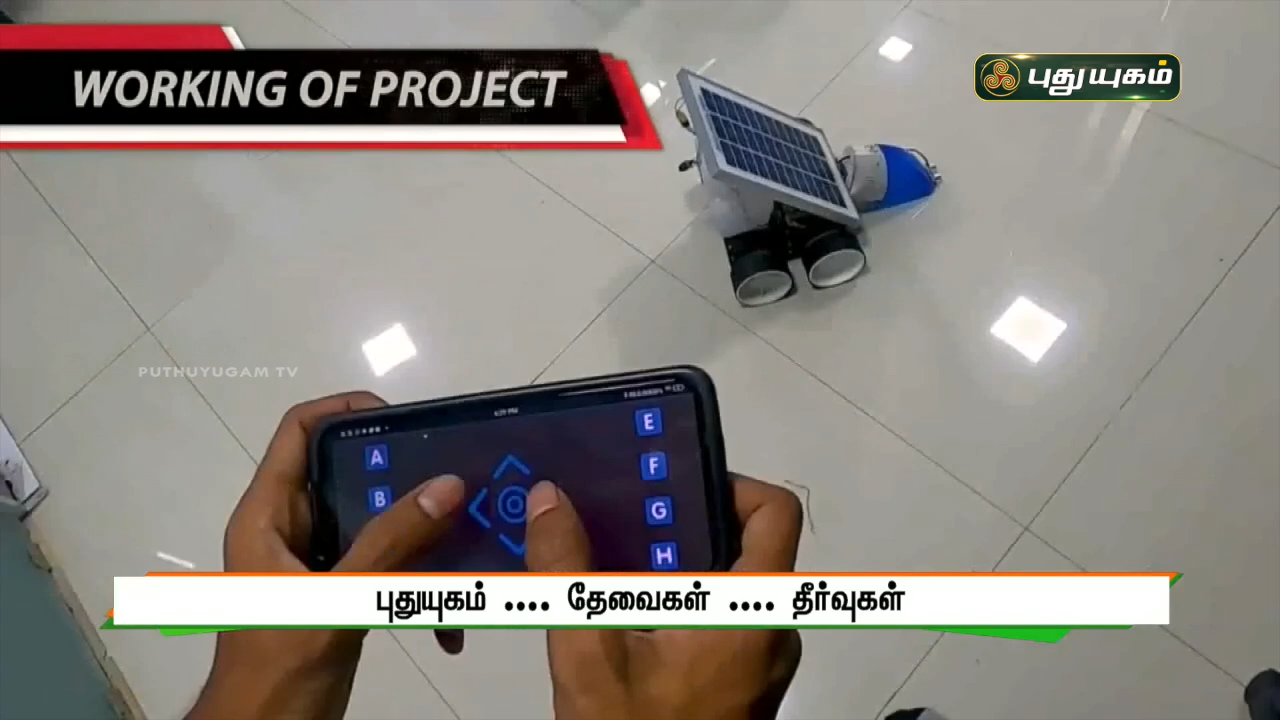 WORKING OF PROJECT
புதுயுகம்
PUTHUYUGAM TV
A
B
E
F
G
H
புதுயுகம் .... தேவைகள் .... தீர்வுகள்